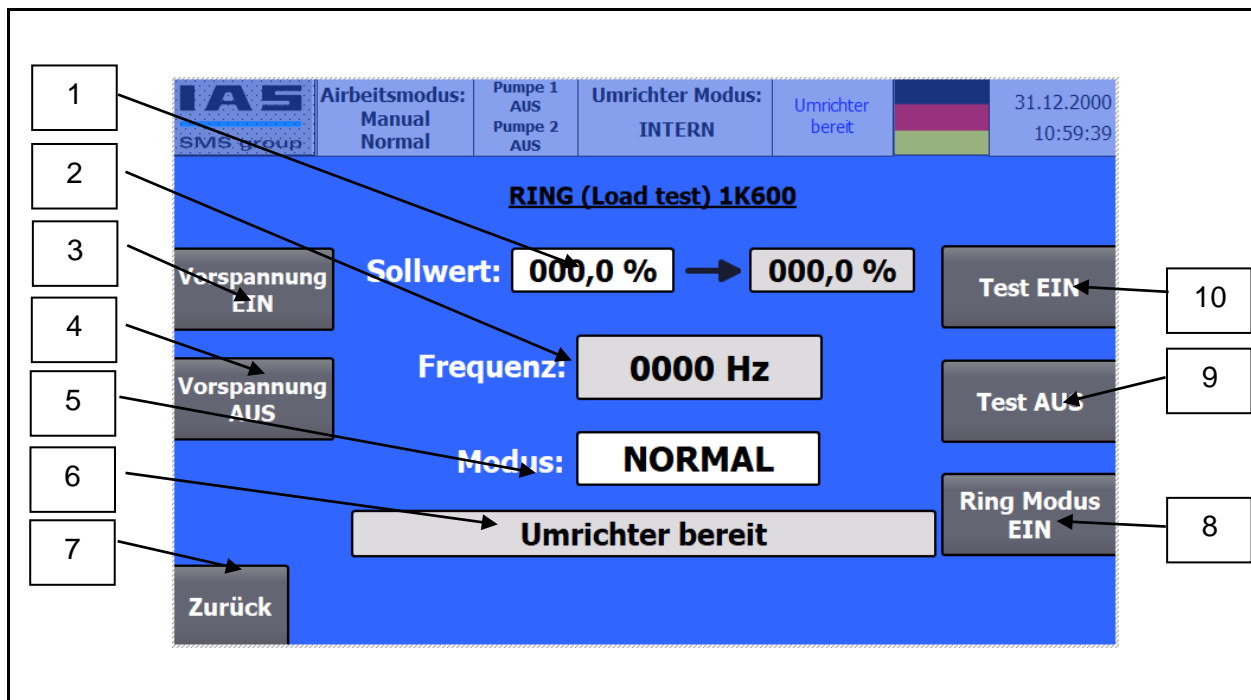 1
2
3
4
5
6
7
IAS
SMS group
Airbeitsmodus:
Manual
Normal
Pumpe 1
AUS
Pumpe 2
AUS
Umrichter Modus:
INTERN
Umrichter
bereit
31.12.2000
10:59:39
RING (Load test) 1K600
Vorspannung
EIN
Sollwert: 000,0 % 000,0 %
Test EIN
Vorspannung
AUS
Frequenz: 0000 Hz
Test AUS
Modus: NORMAL
Ring Modus
EIN
Umrichter bereit
Zurück
10
9
8